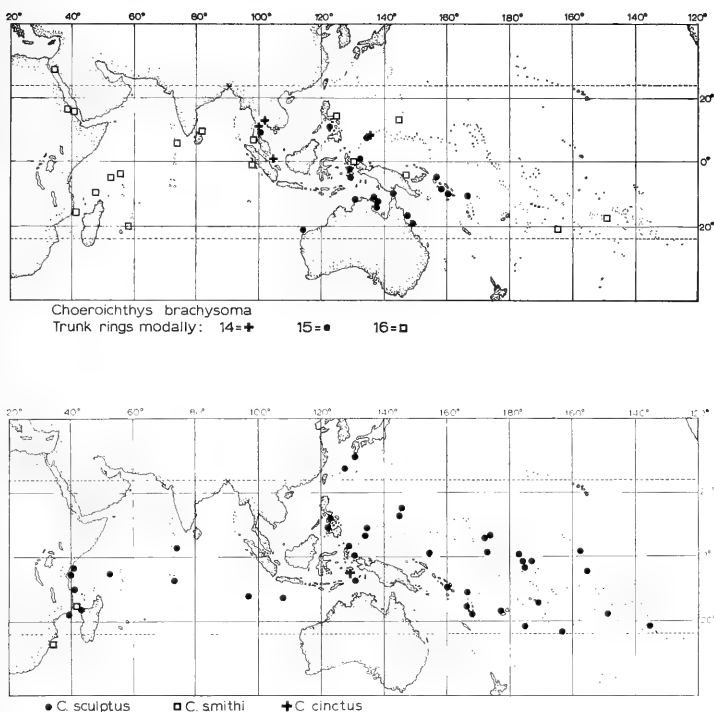 20° 40° 60° 80° 100° 120° 140° 160° 180° 160° 140° 120°
20°
0°
20°
Choeroichthys brachysoma
Trunk rings modally: 14=✚ 15=● 16=□
20° 40° 60° 80° 100° 120° 140° 160° 180° 160° 140°
● C. sculptus □ C. smithi ✚ C cinctus